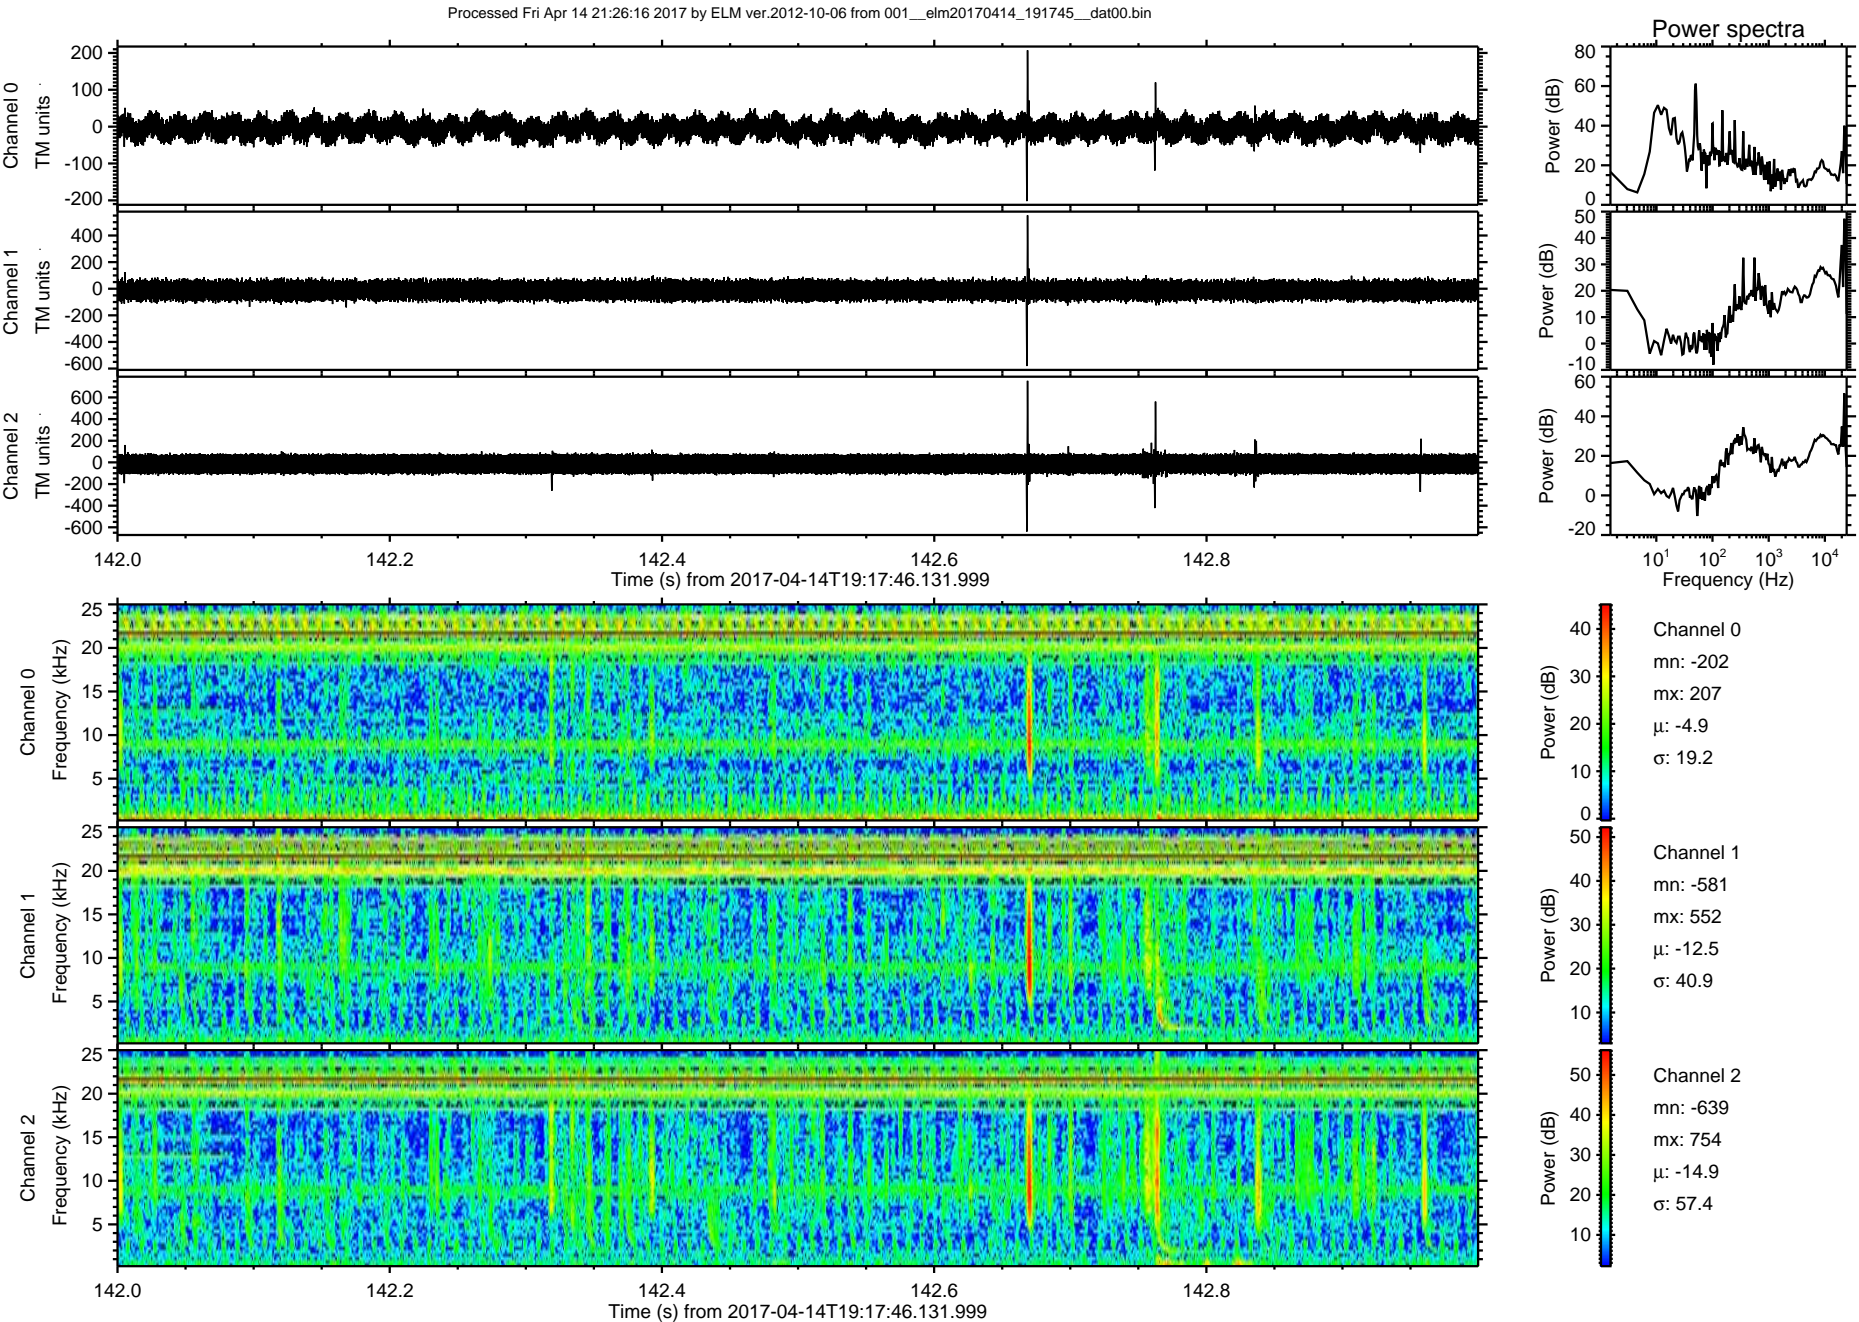 Processed Fri Apr 14 21:26:16 2017 by ELM ver.2012-10-06 from 001__elm20170414_191745__dat00.bin
Power spectra
Channel 0
TM units
200
100
0
-100
-200
Power (dB)
80
60
40
20
0
Channel 1
TM units
400
200
0
-200
-400
-600
Power (dB)
50
40
30
20
10
0
-10
Channel 2
TM units
600
400
200
0
-200
-400
-600
Power (dB)
60
40
20
0
-20
142.0 142.2 142.4 142.6 142.8
Time (s) from 2017-04-14T19:17:46.131.999
10¹ 10² 10³ 10⁴
Frequency (Hz)
Channel 0
Frequency (kHz)
25
20
15
10
5
Power (dB)
40
30
20
10
0
Channel 0
mn: -202
mx: 207
μ: -4.9
σ: 19.2
Channel 1
Frequency (kHz)
25
20
15
10
5
Power (dB)
50
40
30
20
10
Channel 1
mn: -581
mx: 552
μ: -12.5
σ: 40.9
Channel 2
Frequency (kHz)
25
20
15
10
5
Power (dB)
50
40
30
20
10
Channel 2
mn: -639
mx: 754
μ: -14.9
σ: 57.4
142.0 142.2 142.4 142.6 142.8
Time (s) from 2017-04-14T19:17:46.131.999